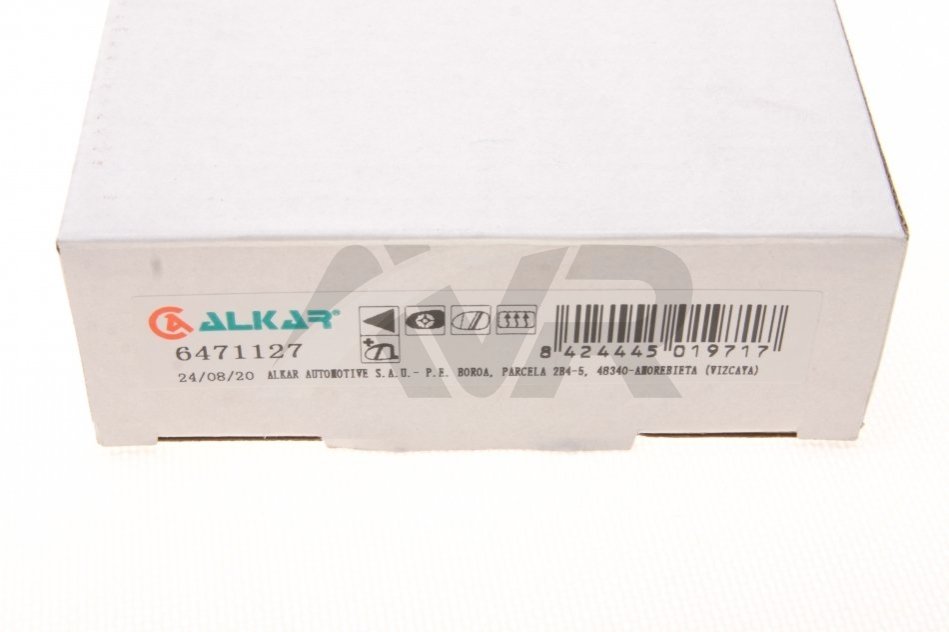 ALKAR
6471127
8 424445 019717
24/08/20 ALKAR AUTOMOTIVE S.A.U.- P.E. BOROA, PARCELA 2B4-5, 48340-AMOREBIETA (VIZCAYA)